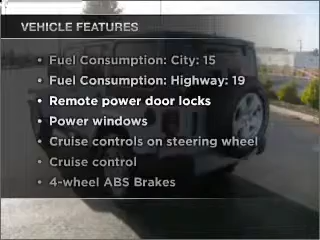 VEHICLE FEATURES
• Fuel Consumption: City: 15
• Fuel Consumption: Highway: 19
• Remote power door locks
• Power windows
• Cruise controls on steering wheel
• Cruise control
• 4-wheel ABS Brakes